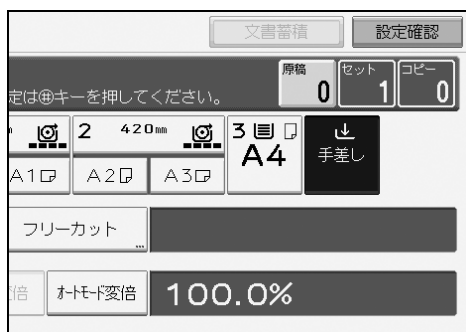 文書蓄積 設定確認
原稿 セット コピー
0 1 0
定は⊕キーを押してください。
2 420mm 3 A4 手差し
A1 A2 A3
フリーカット
倍 オートモード変倍 100.0%